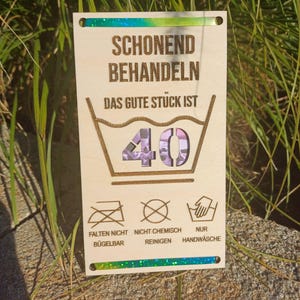 SCHONEND
BEHANDELN
DAS GUTE STÜCK IST
40
FALTEN NICHT
BÜGELBAR
NICHT CHEMISCH
REINIGEN
NUR
HANDWÄSCHE